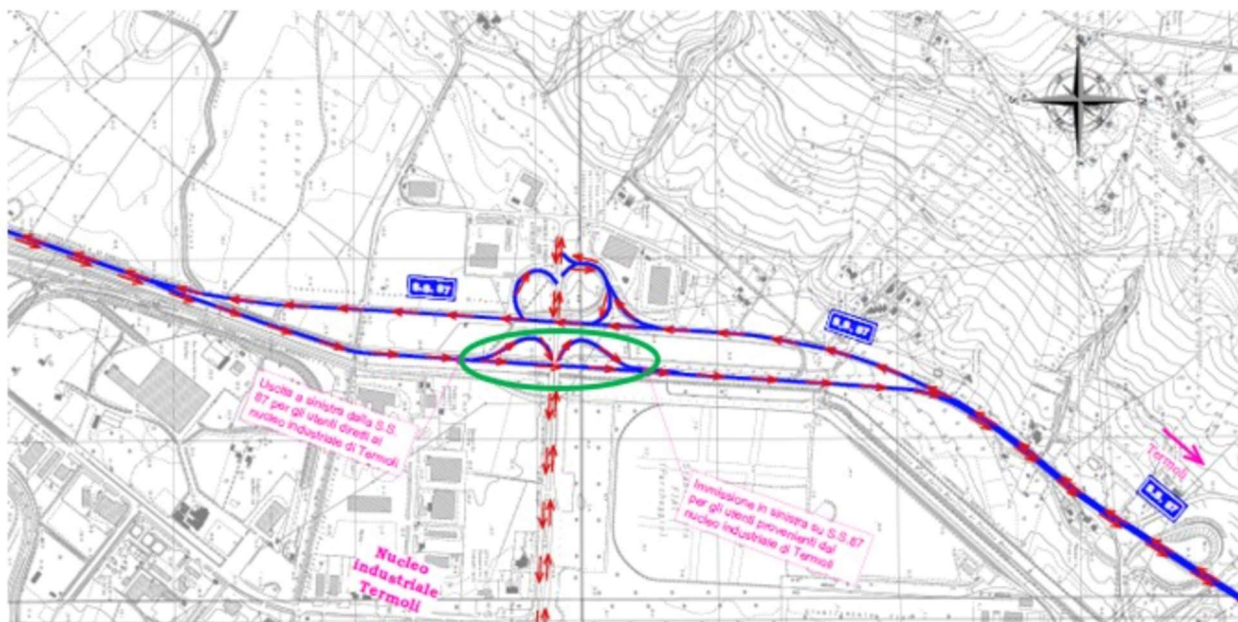 S.S. 87
S.S. 87
Uscita a sinistra dalla S.S.
87 per gli utenti diretti al
nucleo industriale di Termoli
Termoli
S.S. 87
Immissione in sinistra su S.S.87
per gli utenti provenienti dal
nucleo industriale di Termoli
Nucleo
industriale
Termoli